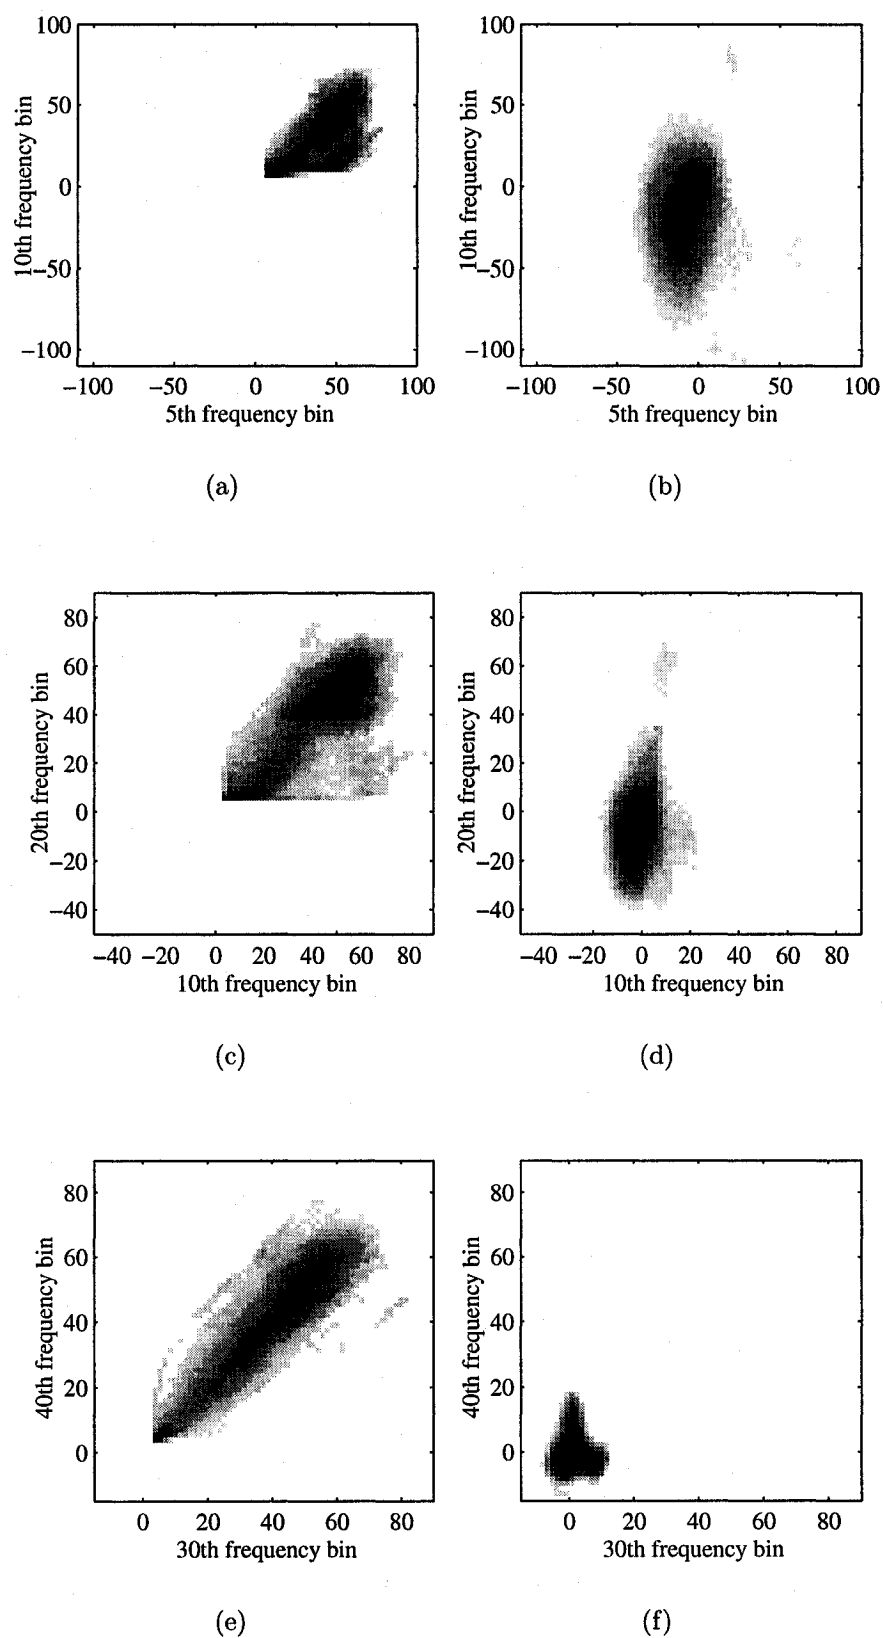 100
50
0
−50
−100
10th frequency bin
−100 −50 0 50 100
5th frequency bin
(a)
100
50
0
−50
−100
10th frequency bin
−100 −50 0 50 100
5th frequency bin
(b)
80
60
40
20
0
−20
−40
20th frequency bin
−40 −20 0 20 40 60 80
10th frequency bin
(c)
80
60
40
20
0
−20
−40
20th frequency bin
−40 −20 0 20 40 60 80
10th frequency bin
(d)
80
60
40
20
0
40th frequency bin
0 20 40 60 80
30th frequency bin
(e)
80
60
40
20
0
40th frequency bin
0 20 40 60 80
30th frequency bin
(f)